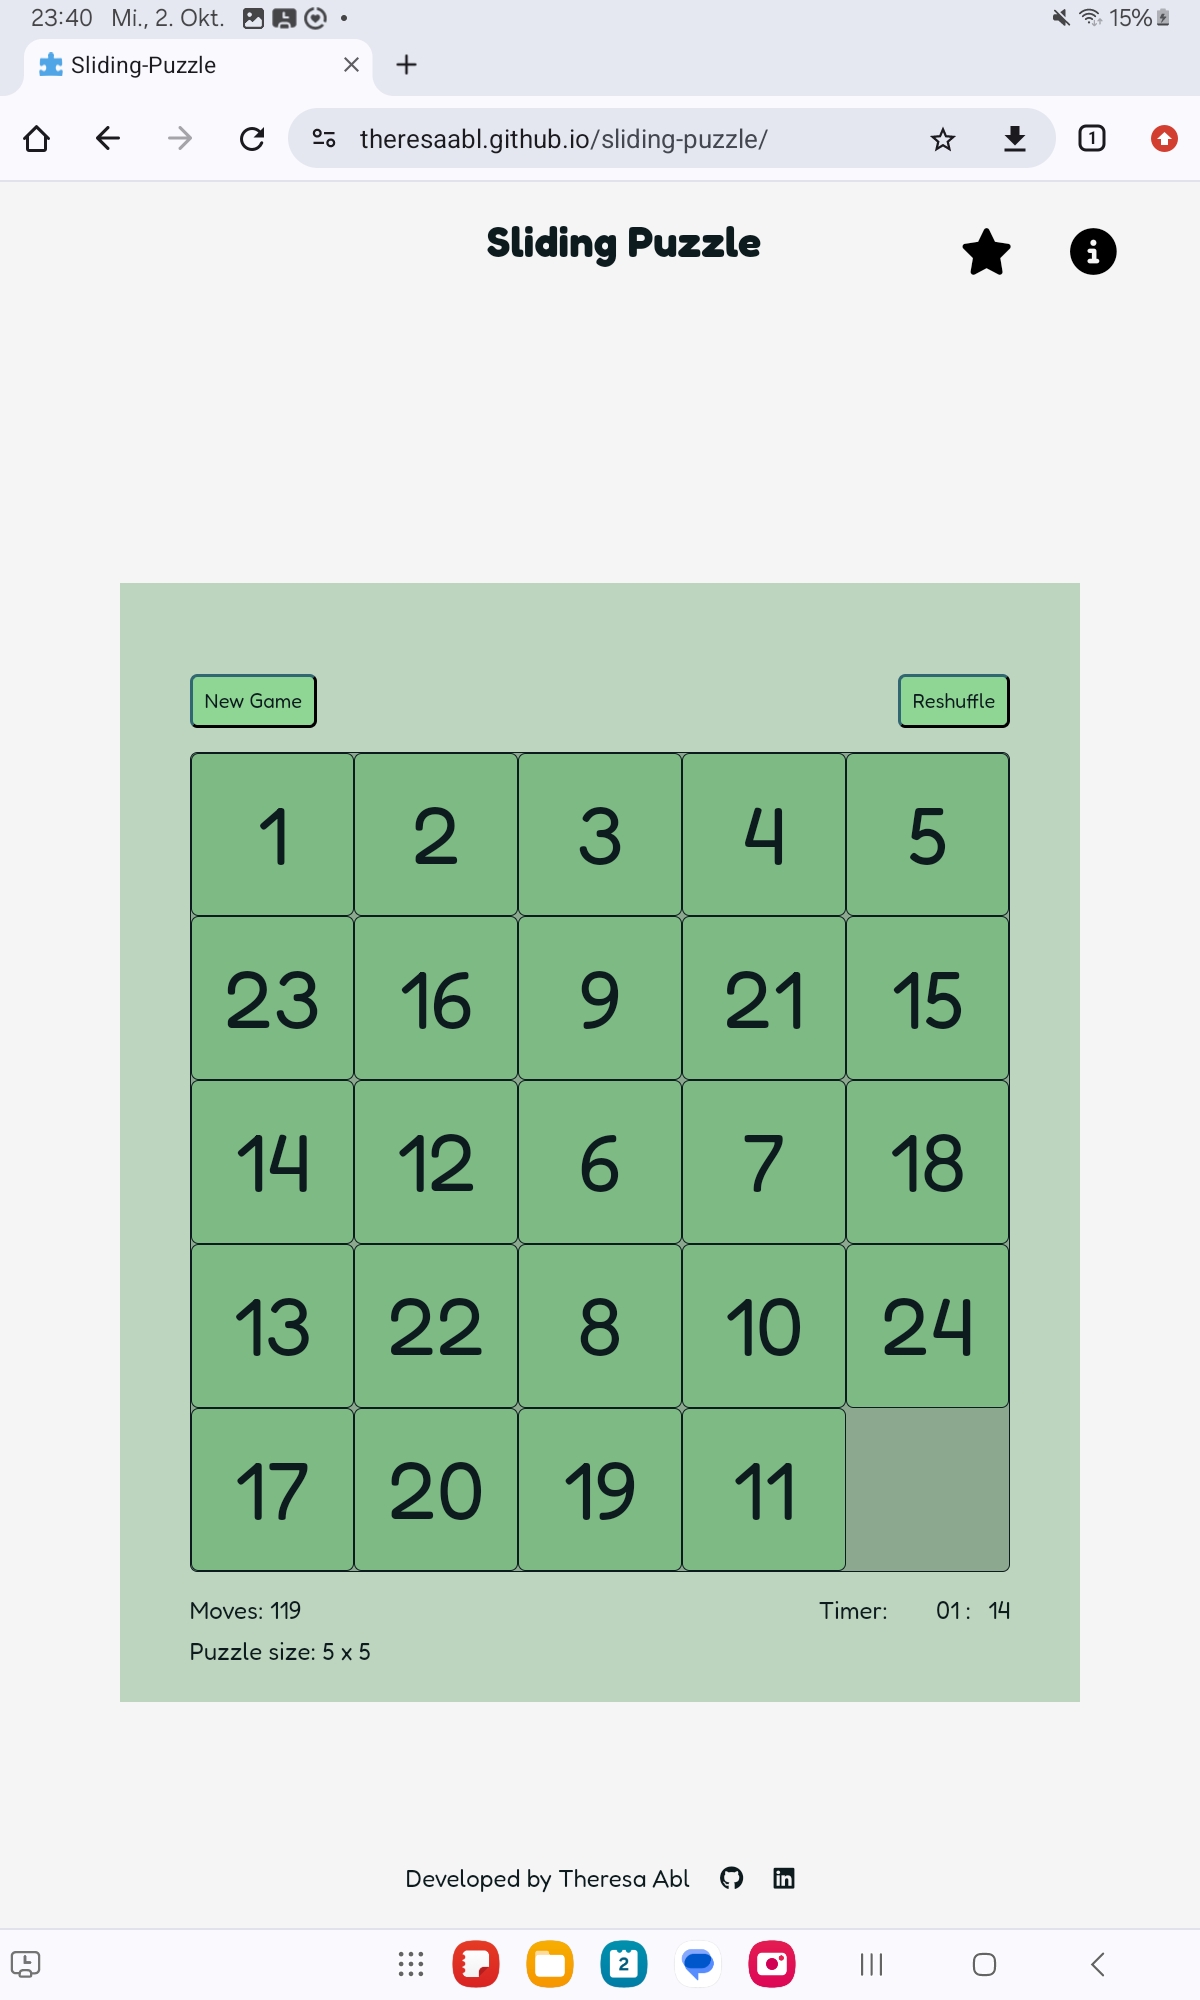 23:40 Mi., 2. Okt. 15%
Sliding-Puzzle
theresaabl.github.io/sliding-puzzle/ 1
Sliding Puzzle
New Game Reshuffle
1 2 3 4 5
23 16 9 21 15
14 12 6 7 18
13 22 8 10 24
17 20 19 11
Moves: 119 Timer: 01 : 14
Puzzle size: 5 x 5
Developed by Theresa Abl
2